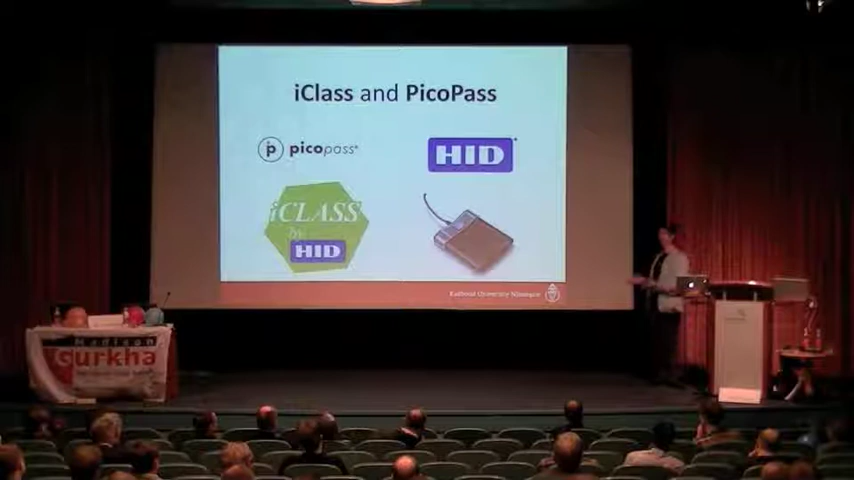 iClass and PicoPass
picopass
HID
iCLASS
by
HID
Radboud University Nijmegen
Madison
Gurkha